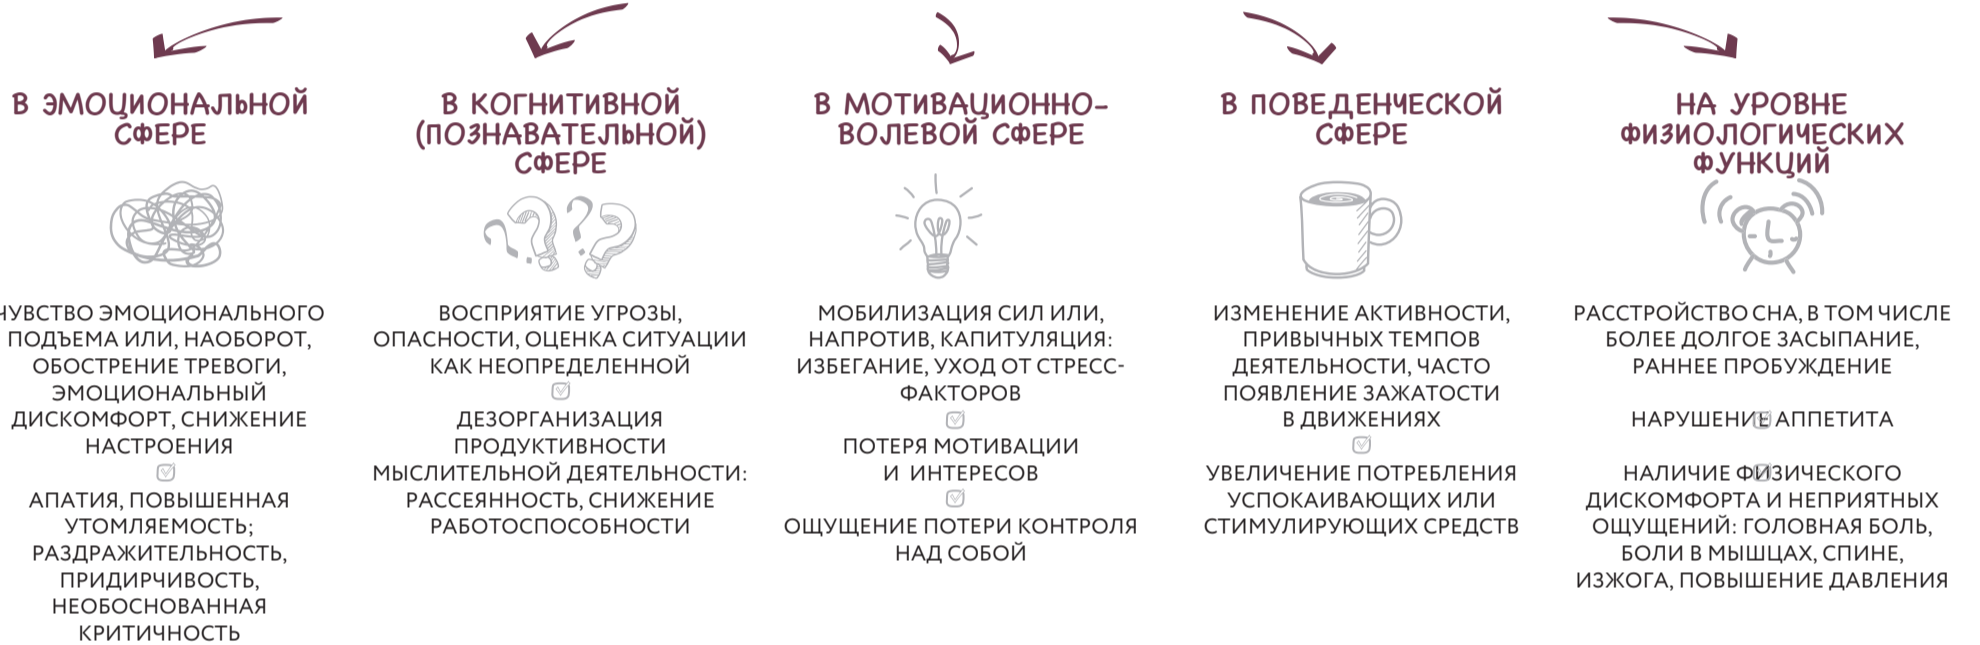 В ЭМОЦИОНАЛЬНОЙ
СФЕРЕ
ЧУВСТВО ЭМОЦИОНАЛЬНОГО
ПОДЪЕМА ИЛИ, НАОБОРОТ,
ОБОСТРЕНИЕ ТРЕВОГИ,
ЭМОЦИОНАЛЬНЫЙ
ДИСКОМФОРТ, СНИЖЕНИЕ
НАСТРОЕНИЯ
АПАТИЯ, ПОВЫШЕННАЯ
УТОМЛЯЕМОСТЬ;
РАЗДРАЖИТЕЛЬНОСТЬ,
ПРИДИРЧИВОСТЬ,
НЕОБОСНОВАННАЯ
КРИТИЧНОСТЬ
В КОГНИТИВНОЙ
(ПОЗНАВАТЕЛЬНОЙ)
СФЕРЕ
ВОСПРИЯТИЕ УГРОЗЫ,
ОПАСНОСТИ, ОЦЕНКА СИТУАЦИИ
КАК НЕОПРЕДЕЛЕННОЙ
ДЕЗОРГАНИЗАЦИЯ
ПРОДУКТИВНОСТИ
МЫСЛИТЕЛЬНОЙ ДЕЯТЕЛЬНОСТИ:
РАССЕЯННОСТЬ, СНИЖЕНИЕ
РАБОТОСПОСОБНОСТИ
В МОТИВАЦИОННО-
ВОЛЕВОЙ СФЕРЕ
МОБИЛИЗАЦИЯ СИЛ ИЛИ,
НАПРОТИВ, КАПИТУЛЯЦИЯ:
ИЗБЕГАНИЕ, УХОД ОТ СТРЕСС-
ФАКТОРОВ
ПОТЕРЯ МОТИВАЦИИ
И ИНТЕРЕСОВ
ОЩУЩЕНИЕ ПОТЕРИ КОНТРОЛЯ
НАД СОБОЙ
В ПОВЕДЕНЧЕСКОЙ
СФЕРЕ
ИЗМЕНЕНИЕ АКТИВНОСТИ,
ПРИВЫЧНЫХ ТЕМПОВ
ДЕЯТЕЛЬНОСТИ, ЧАСТО
ПОЯВЛЕНИЕ ЗАЖАТОСТИ
В ДВИЖЕНИЯХ
УВЕЛИЧЕНИЕ ПОТРЕБЛЕНИЯ
УСПОКАИВАЮЩИХ ИЛИ
СТИМУЛИРУЮЩИХ СРЕДСТВ
НА УРОВНЕ
ФИЗИОЛОГИЧЕСКИХ
ФУНКЦИЙ
РАССТРОЙСТВО СНА, В ТОМ ЧИСЛЕ
БОЛЕЕ ДОЛГОЕ ЗАСЫПАНИЕ,
РАННЕЕ ПРОБУЖДЕНИЕ
НАРУШЕНИЕ АППЕТИТА
НАЛИЧИЕ ФИЗИЧЕСКОГО
ДИСКОМФОРТА И НЕПРИЯТНЫХ
ОЩУЩЕНИЙ: ГОЛОВНАЯ БОЛЬ,
БОЛИ В МЫШЦАХ, СПИНЕ,
ИЗЖОГА, ПОВЫШЕНИЕ ДАВЛЕНИЯ